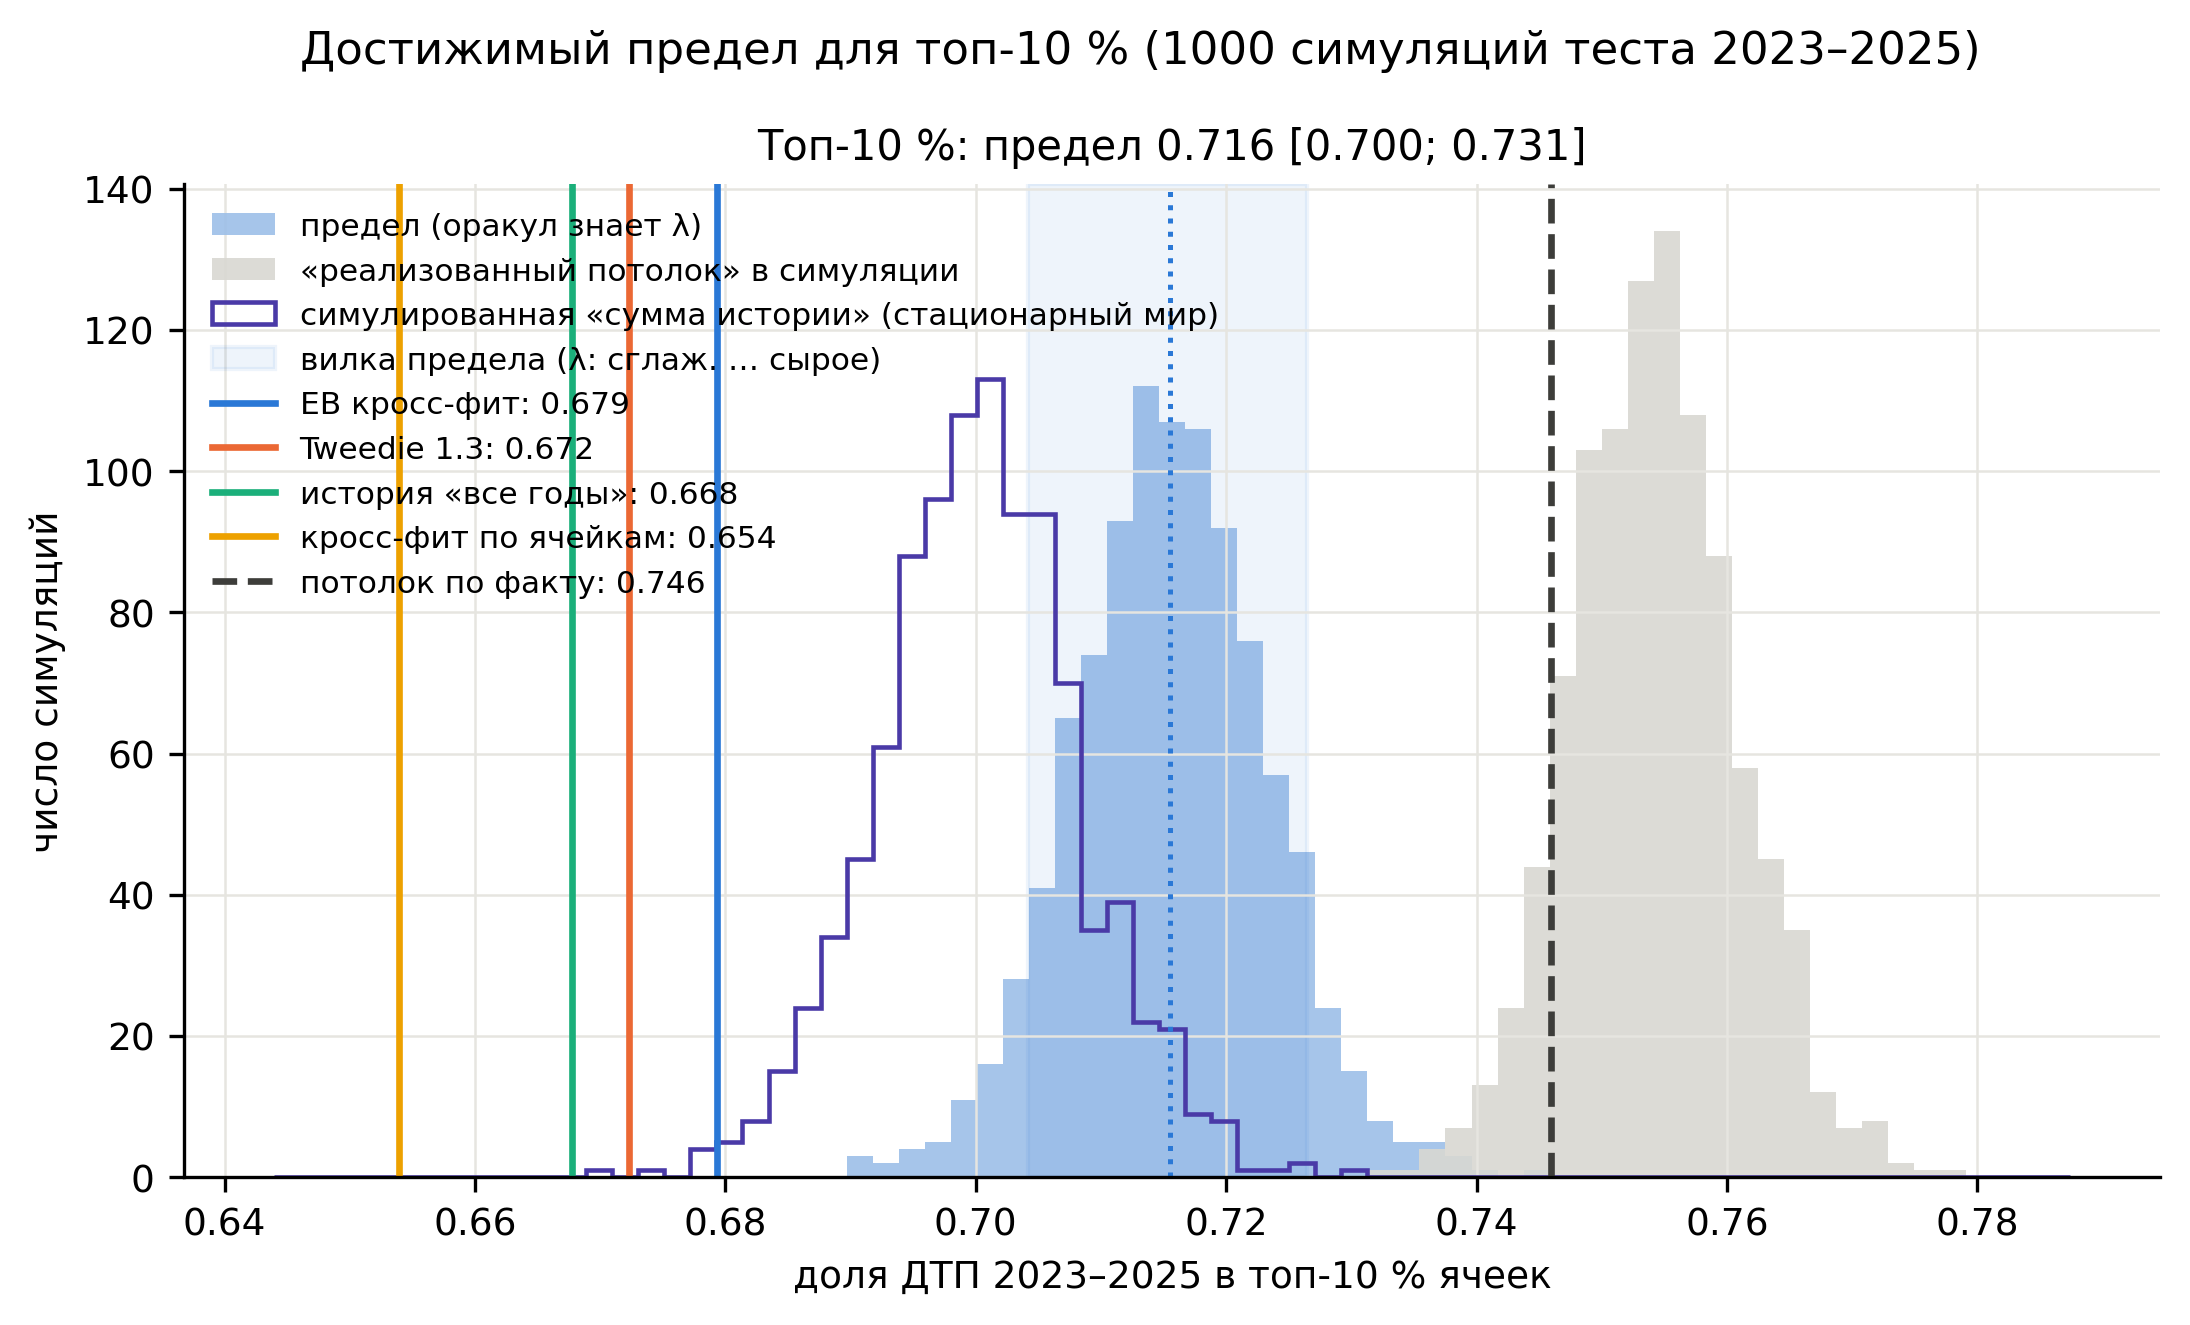 Достижимый предел для топ-10 % (1000 симуляций теста 2023–2025)
Топ-10 %: предел 0.716 [0.700; 0.731]
140
120
100
80
60
40
20
0
число симуляций
предел (оракул знает λ)
«реализованный потолок» в симуляции
симулированная «сумма истории» (стационарный мир)
вилка предела (λ: сглаж. … сырое)
EB кросс-фит: 0.679
Tweedie 1.3: 0.672
история «все годы»: 0.668
кросс-фит по ячейкам: 0.654
потолок по факту: 0.746
0.64 0.66 0.68 0.70 0.72 0.74 0.76 0.78
доля ДТП 2023–2025 в топ-10 % ячеек